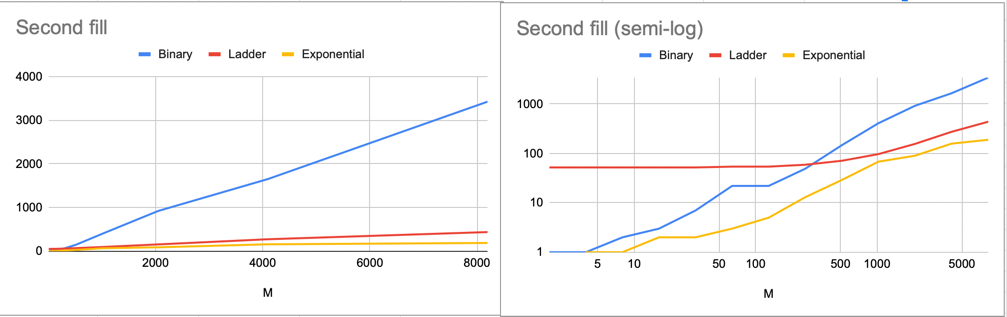 Second fill
Binary Ladder Exponential
4000
3000
2000
1000
0
2000 4000 6000 8000
M
Second fill (semi-log)
Binary Ladder Exponential
1000
100
10
1
5 10 50 100 500 1000 5000
M